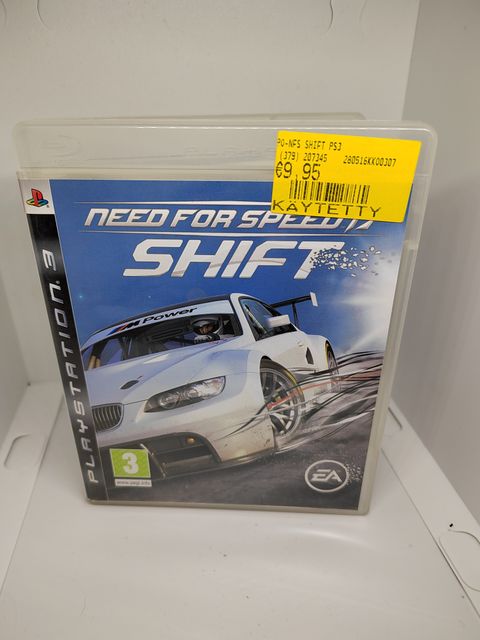 PO-NFS SHIFT PS3
(379) 207345 280516KK00J07
€9,95
KÄYTETTY
NEED FOR SPEED
SHIFT
M Power
PLAYSTATION 3
3
www.pegi.info
EA